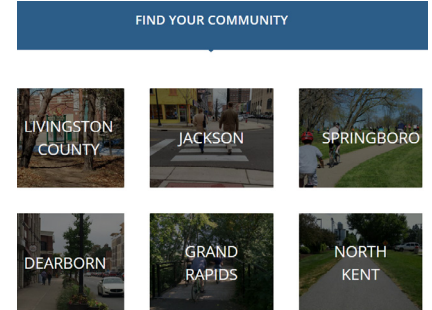 FIND YOUR COMMUNITY
LIVINGSTON
COUNTY
JACKSON
SPRINGBORO
DEARBORN
GRAND
RAPIDS
NORTH
KENT